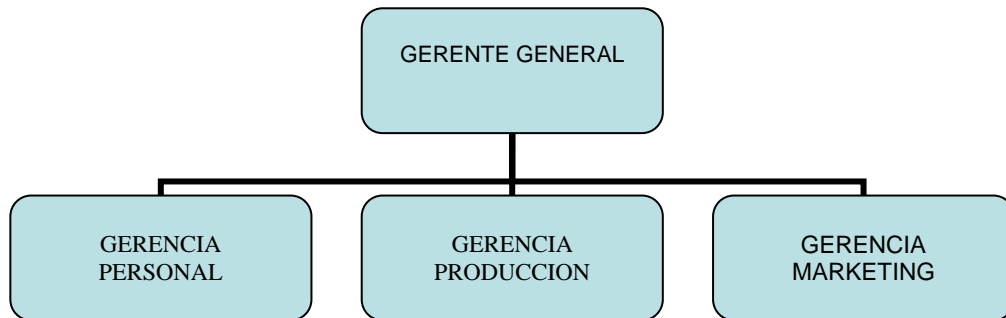 GERENTE GENERAL
GERENCIA
PERSONAL
GERENCIA
PRODUCCION
GERENCIA
MARKETING